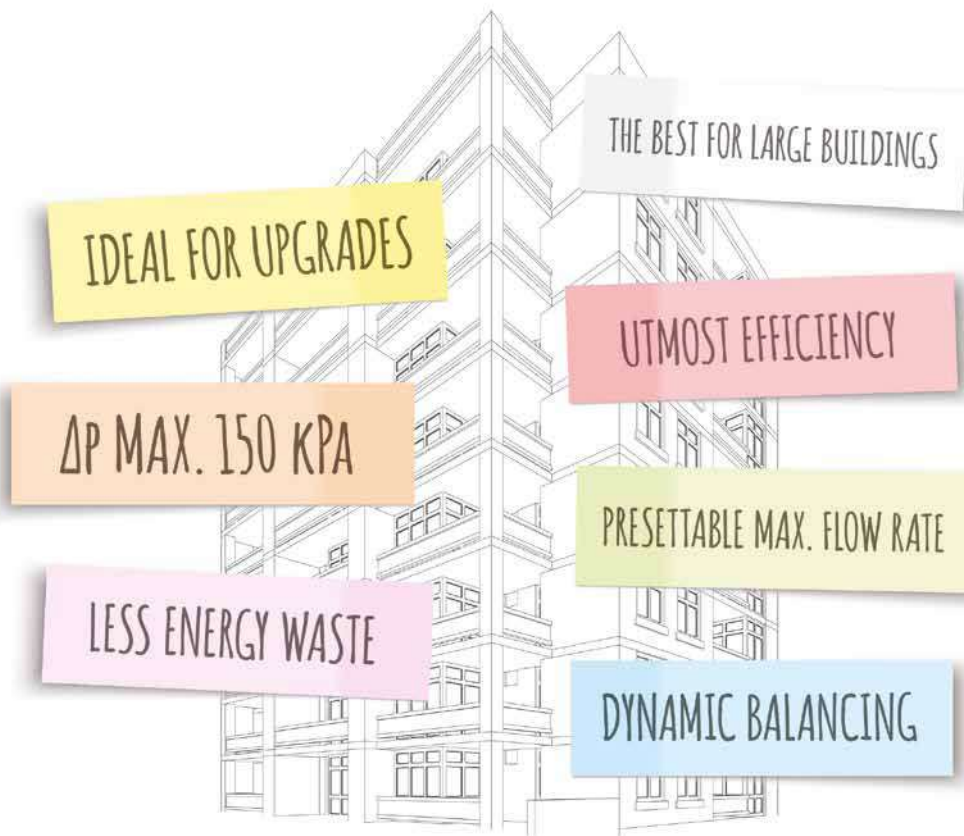 THE BEST FOR LARGE BUILDINGS
IDEAL FOR UPGRADES
UTMOST EFFICIENCY
ΔP MAX. 150 KPA
PRESETTABLE MAX. FLOW RATE
LESS ENERGY WASTE
DYNAMIC BALANCING